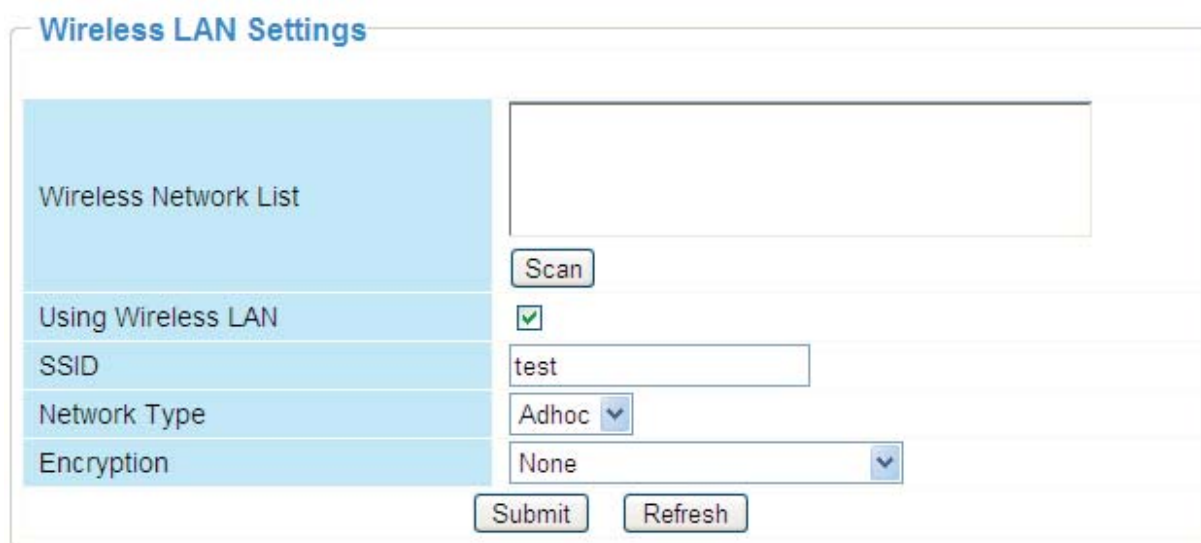 Wireless LAN Settings
Wireless Network List
Scan
Using Wireless LAN
SSID test
Network Type Adhoc
Encryption None
Submit Refresh